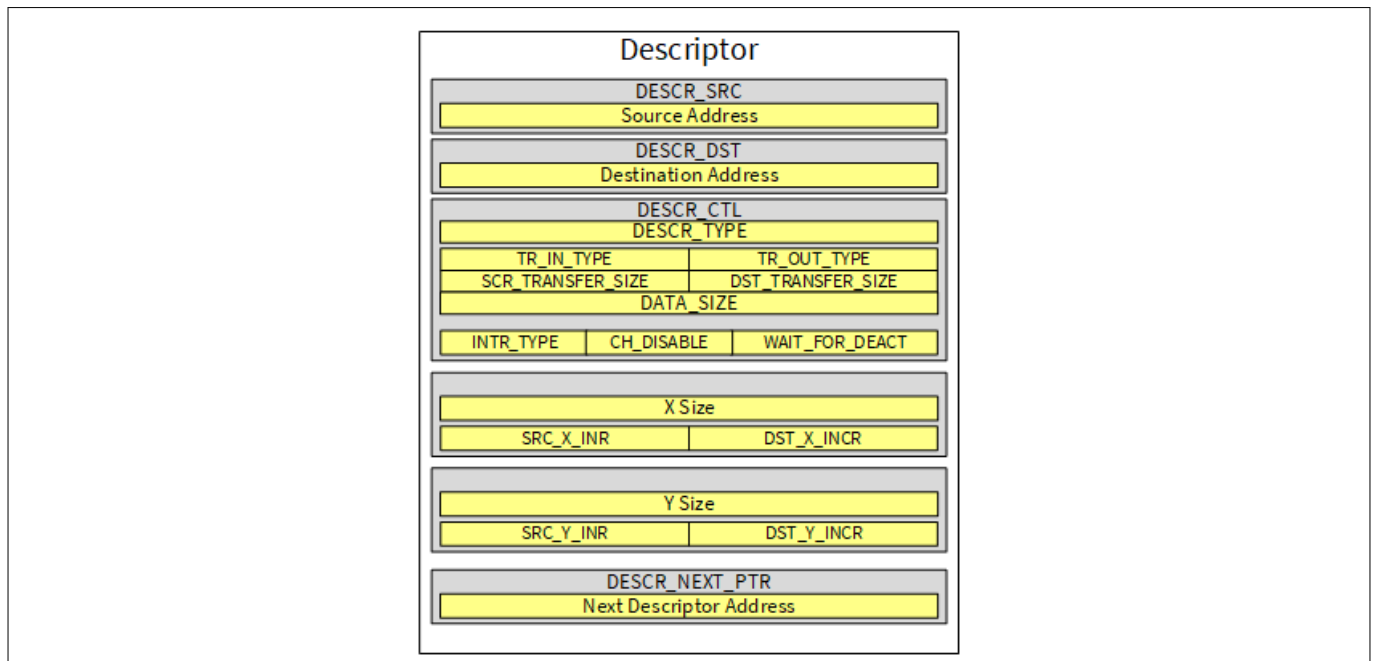 Descriptor
DESCR_SRC
Source Address
DESCR_DST
Destination Address
DESCR_CTL
DESCR_TYPE
TR_IN_TYPE TR_OUT_TYPE
SCR_TRANSFER_SIZE DST_TRANSFER_SIZE
DATA_SIZE
INTR_TYPE CH_DISABLE WAIT_FOR_DEACT
X Size
SRC_X_INR DST_X_INCR
Y Size
SRC_Y_INR DST_Y_INCR
DESCR_NEXT_PTR
Next Descriptor Address